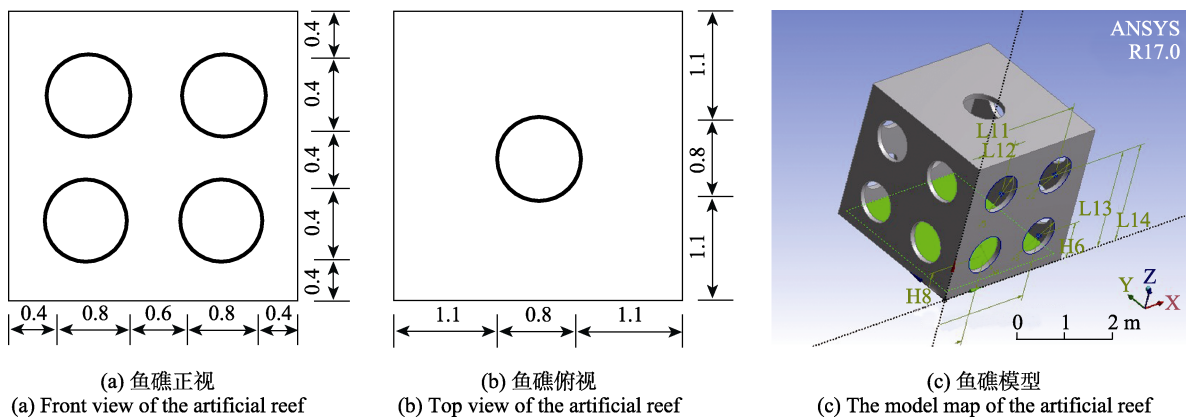 0.4
0.4
0.4
0.4
0.4
0.4
0.8
0.6
0.8
0.4
1.1
0.8
1.1
1.1
0.8
1.1
ANSYS
R17.0
L11
L12
L13
L14
H6
H8
Y
Z
X
0
1
2 m
(a) 鱼礁正视
(a) Front view of the artificial reef
(b) 鱼礁俯视
(b) Top view of the artificial reef
(c) 鱼礁模型
(c) The model map of the artificial reef